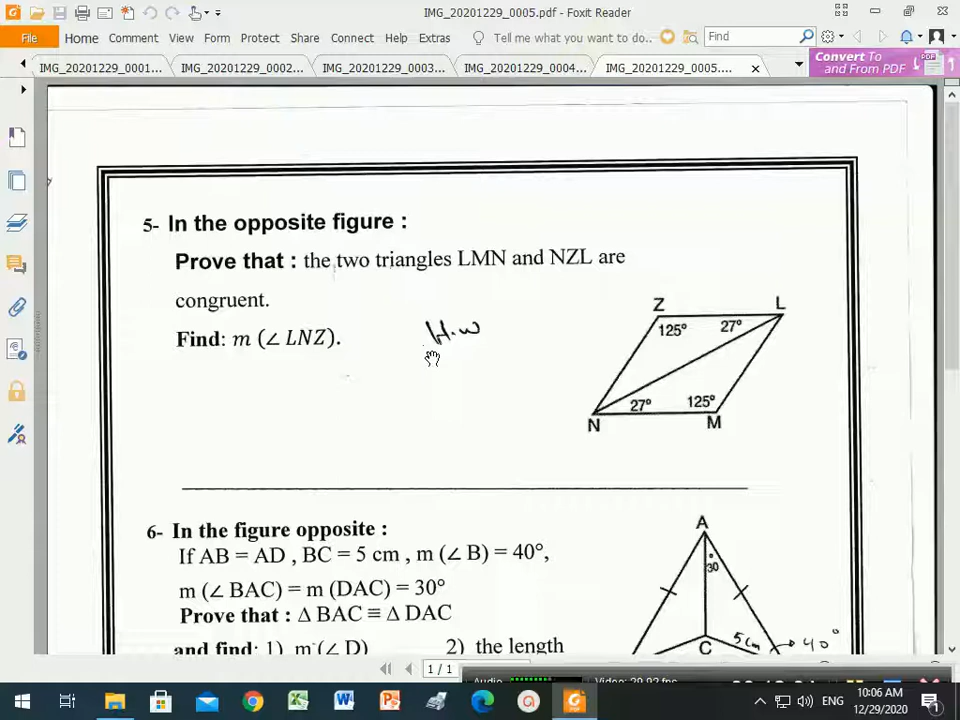 IMG_20201229_0005.pdf - Foxit Reader
File Home Comment View Form Protect Share Connect Help Extras Tell me what you want to do... Find
IMG_20201229_0001... IMG_20201229_0002... IMG_20201229_0003... IMG_20201229_0004... IMG_20201229_0005....
Convert To
and From PDF
PDF
5- In the opposite figure :
Prove that : the two triangles LMN and NZL are
congruent.
Find: m (∠ LNZ).
H.w
Z L
125° 27°
27° 125°
N M
6- In the figure opposite :
If AB = AD , BC = 5 cm , m (∠ B) = 40°,
m (∠ BAC) = m (DAC) = 30°
Prove that : Δ BAC ≡ Δ DAC
and find: 1) m (∠ D) 2) the length
A
30°
C 5cm 40°
1 / 1
ENG
10:06 AM
12/29/2020